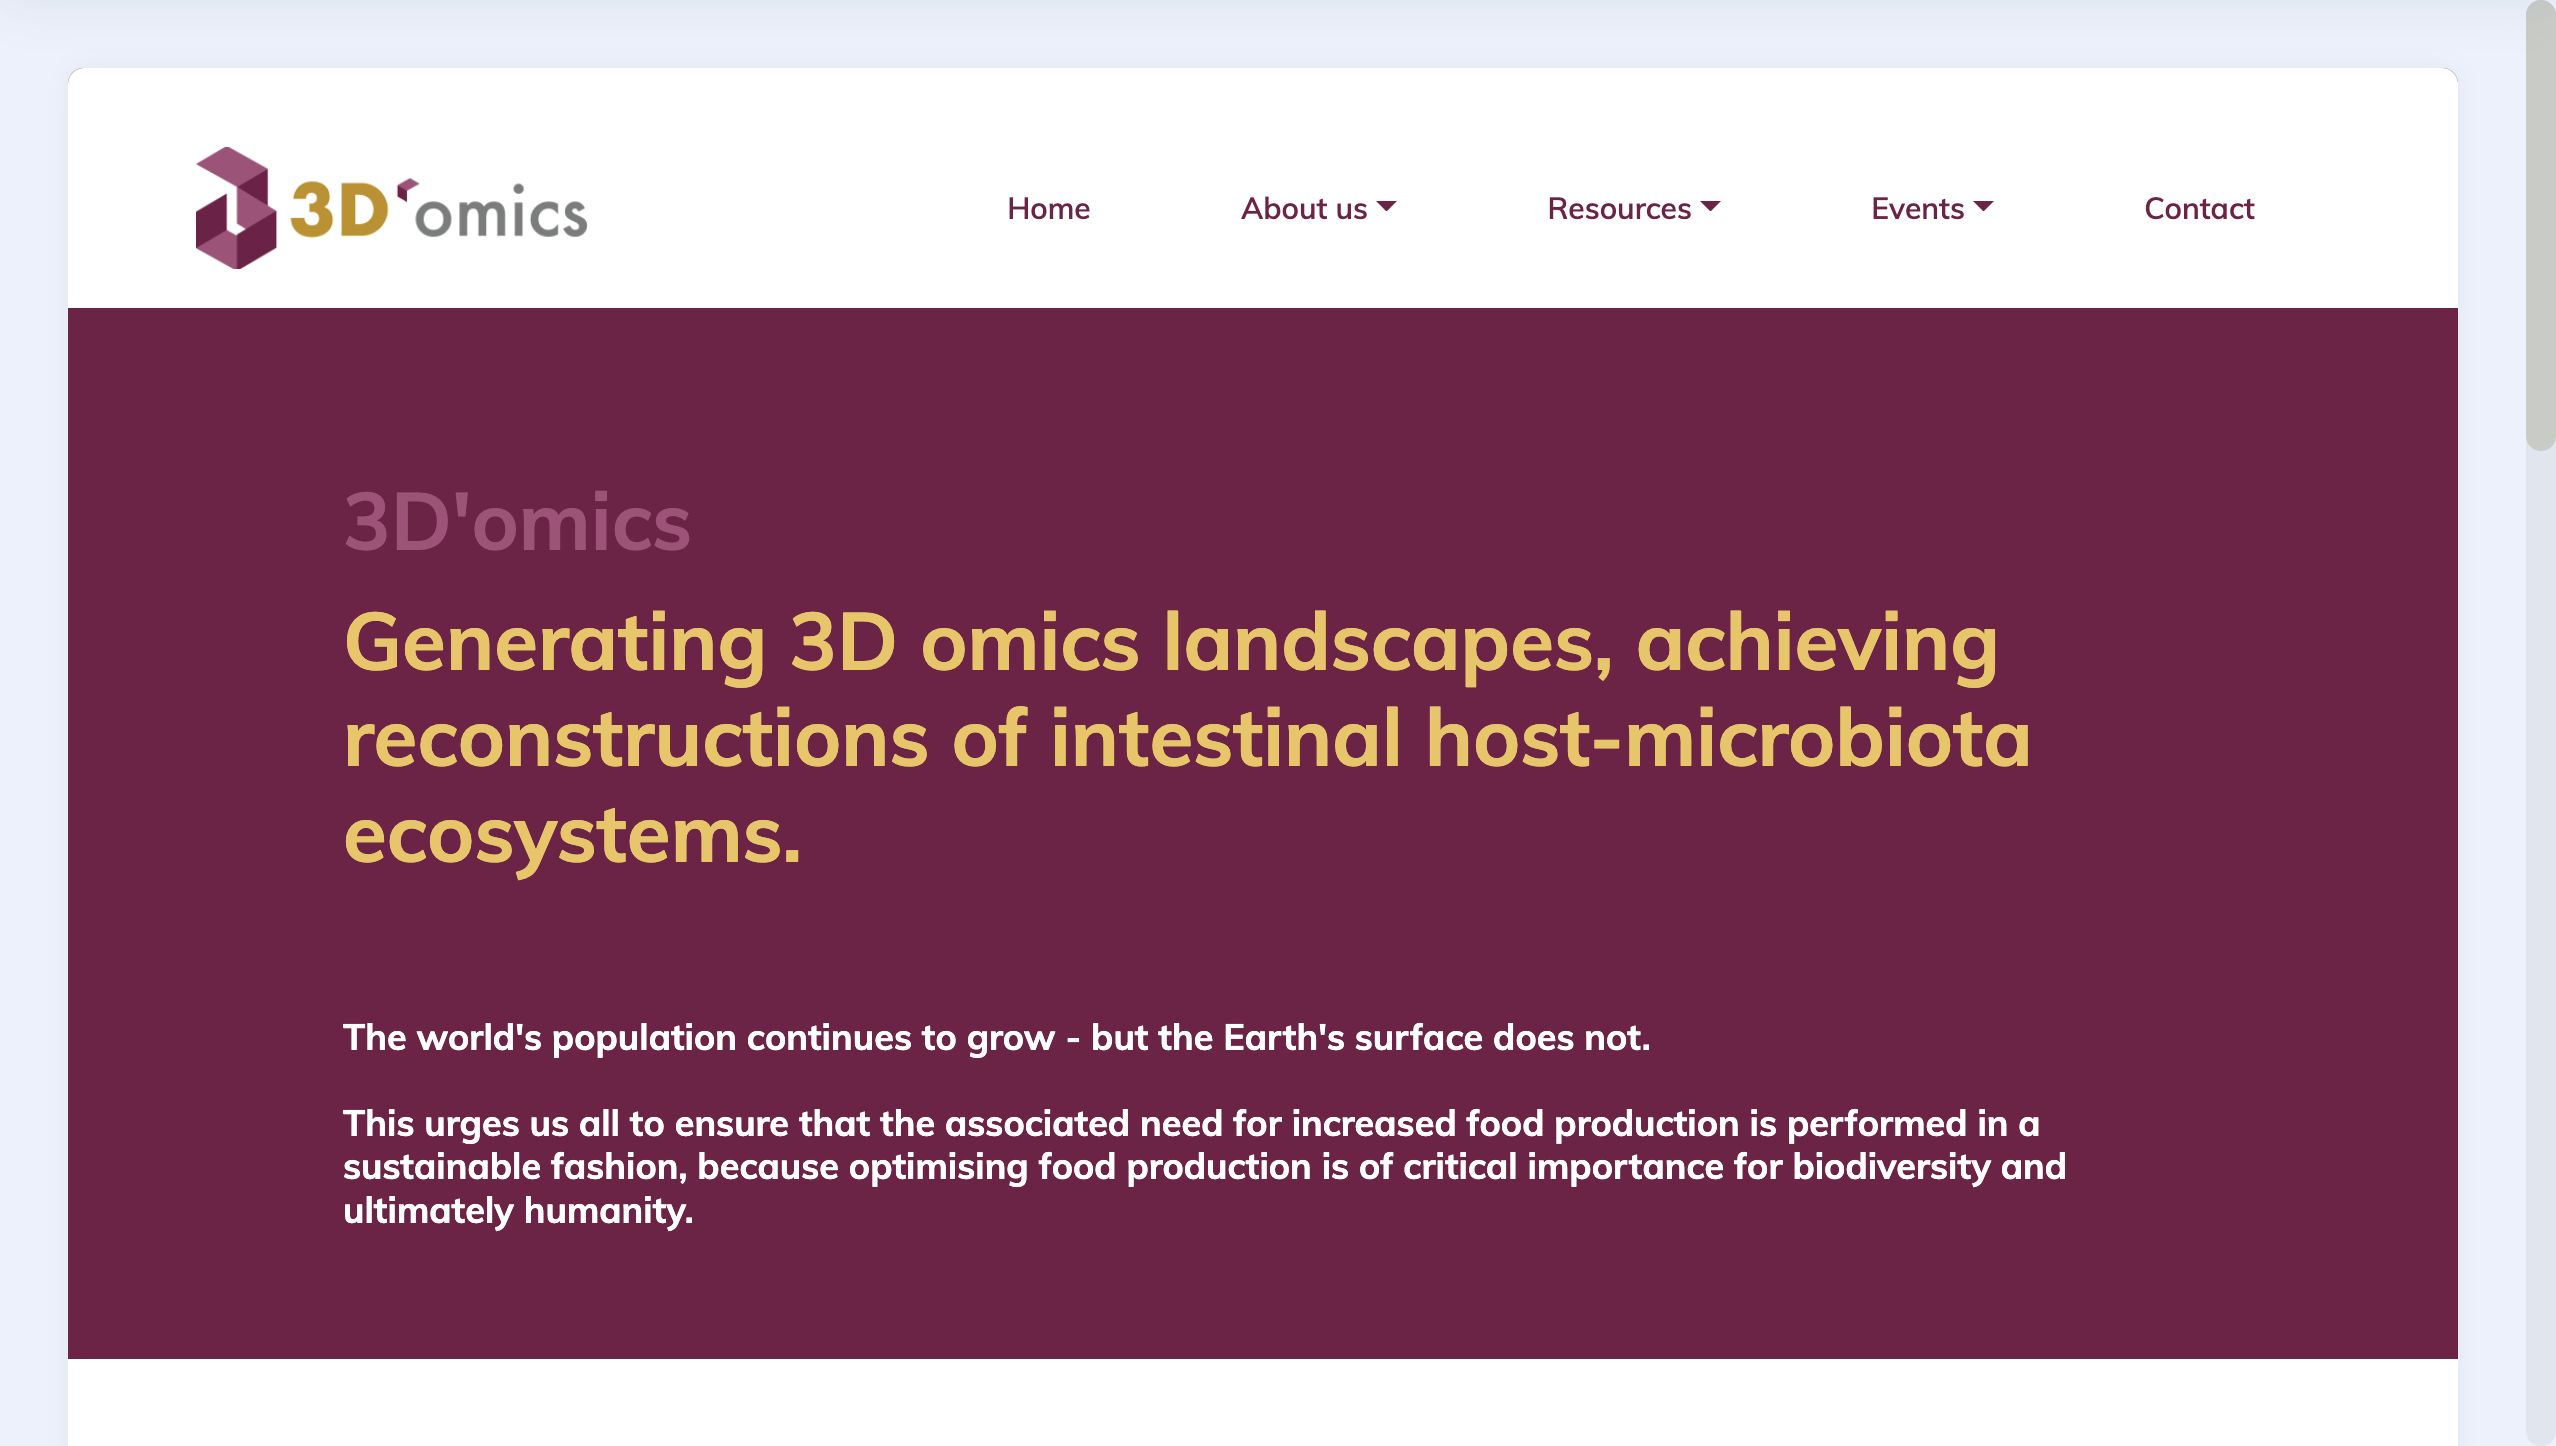 3D'omics
Home
About us
Resources
Events
Contact
3D'omics
Generating 3D omics landscapes, achieving
reconstructions of intestinal host-microbiota
ecosystems.
The world's population continues to grow - but the Earth's surface does not.
This urges us all to ensure that the associated need for increased food production is performed in a
sustainable fashion, because optimising food production is of critical importance for biodiversity and
ultimately humanity.